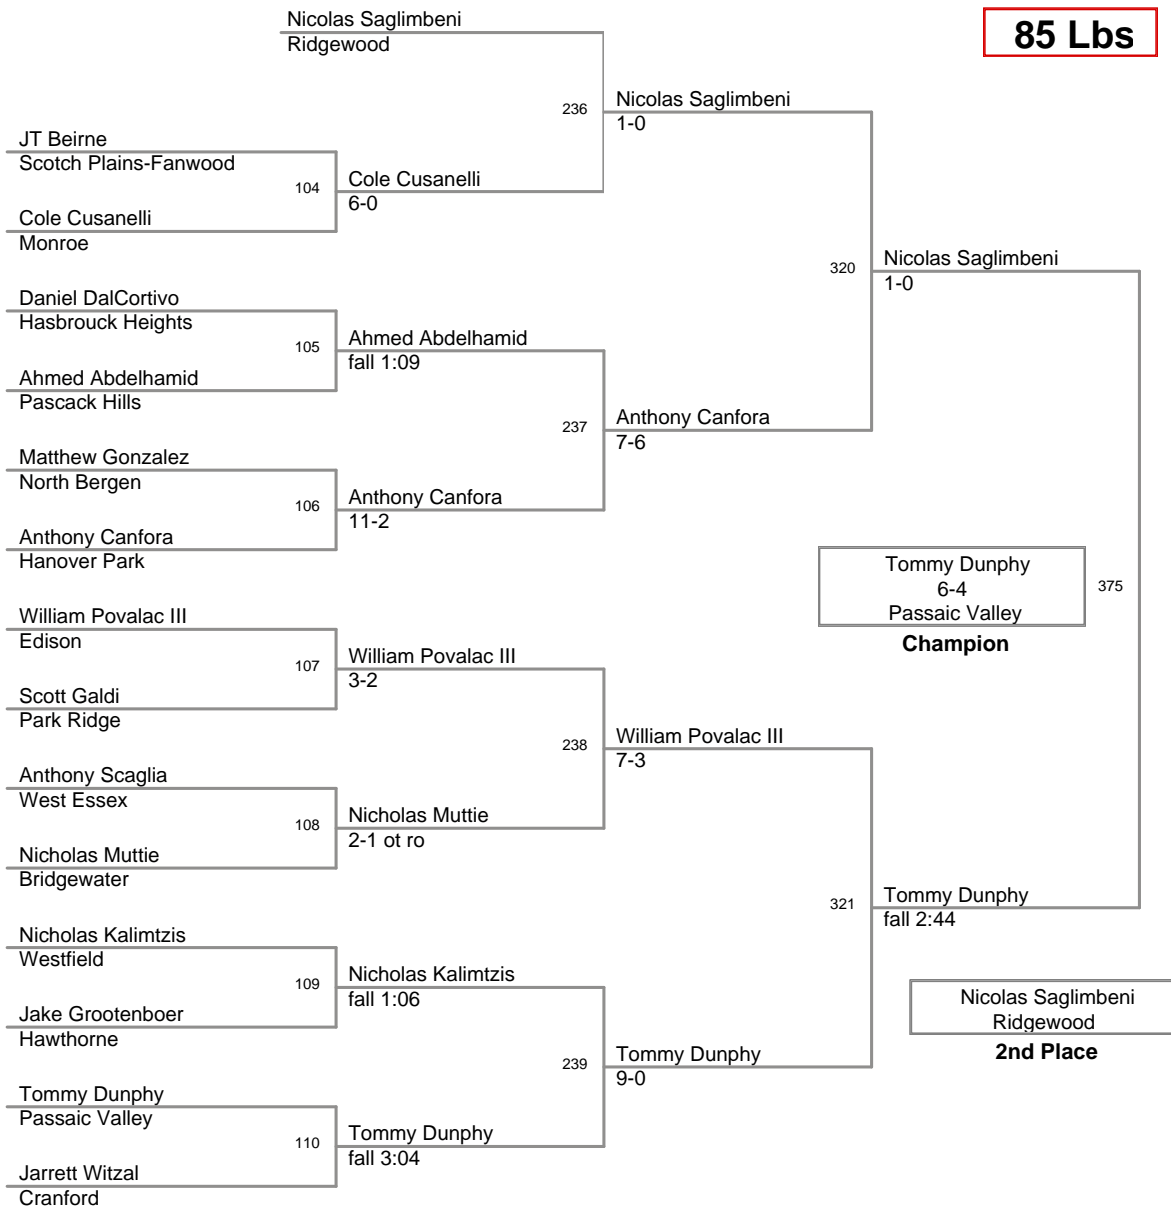 Nicolas Saglimbeni
Ridgewood
85 Lbs
236
Nicolas Saglimbeni
1-0
JT Beirne
Scotch Plains-Fanwood
104
Cole Cusanelli
6-0
Cole Cusanelli
Monroe
320
Nicolas Saglimbeni
1-0
Daniel DalCortivo
Hasbrouck Heights
105
Ahmed Abdelhamid
fall 1:09
Ahmed Abdelhamid
Pascack Hills
237
Anthony Canfora
7-6
Matthew Gonzalez
North Bergen
106
Anthony Canfora
11-2
Anthony Canfora
Hanover Park
Tommy Dunphy
6-4
Passaic Valley
375
Champion
William Povalac III
Edison
107
William Povalac III
3-2
Scott Galdi
Park Ridge
238
William Povalac III
7-3
Anthony Scaglia
West Essex
108
Nicholas Muttie
2-1 ot ro
Nicholas Muttie
Bridgewater
321
Tommy Dunphy
fall 2:44
Nicholas Kalimtzis
Westfield
109
Nicholas Kalimtzis
fall 1:06
Jake Grootenboer
Hawthorne
Nicolas Saglimbeni
Ridgewood
2nd Place
239
Tommy Dunphy
9-0
Tommy Dunphy
Passaic Valley
110
Tommy Dunphy
fall 3:04
Jarrett Witzal
Cranford